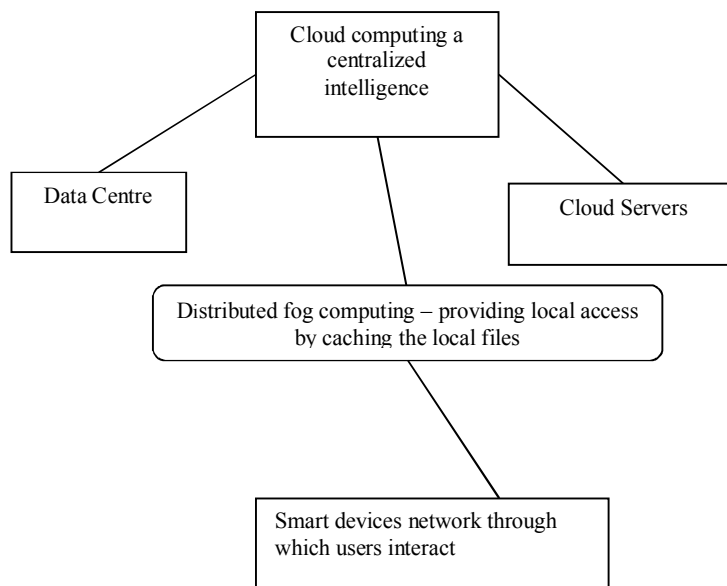 Cloud computing a
centralized
intelligence
Data Centre
Cloud Servers
Distributed fog computing – providing local access
by caching the local files
Smart devices network through
which users interact